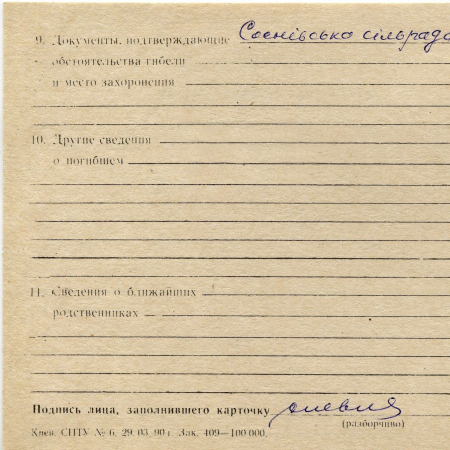 9. Документы, подтверждающие Соснівська сільрада
обстоятельства гибели
и место захоронения
10. Другие сведения
о погибшем
11. Сведения о ближайших
родственниках
Подпись лица, заполнившего карточку
(разборчиво)
Киев. СПТУ № 6. 29. 03. 90 г. Зак. 409—100 000.